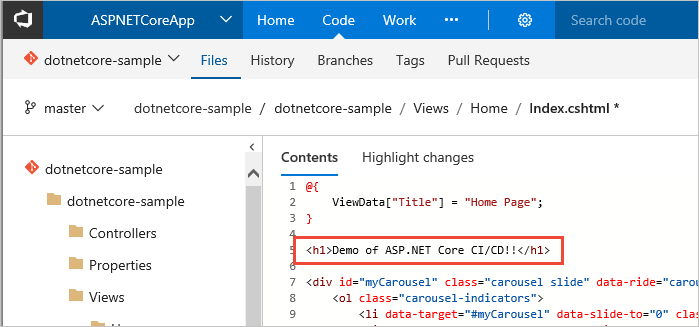 ASPNETCoreApp Home Code Work ••• Search code
dotnetcore-sample Files History Branches Tags Pull Requests
master dotnetcore-sample / dotnetcore-sample / Views / Home / Index.cshtml *
dotnetcore-sample
dotnetcore-sample
Controllers
Properties
Views
Contents Highlight changes
1 @{
2 ViewData["Title"] = "Home Page";
3 }
4
5 <h1>Demo of ASP.NET Core CI/CD!!</h1>
6
7 <div id="myCarousel" class="carousel slide" data-ride="carou
8 <ol class="carousel-indicators">
9 <li data-target="#myCarousel" data-slide-to="0" clas